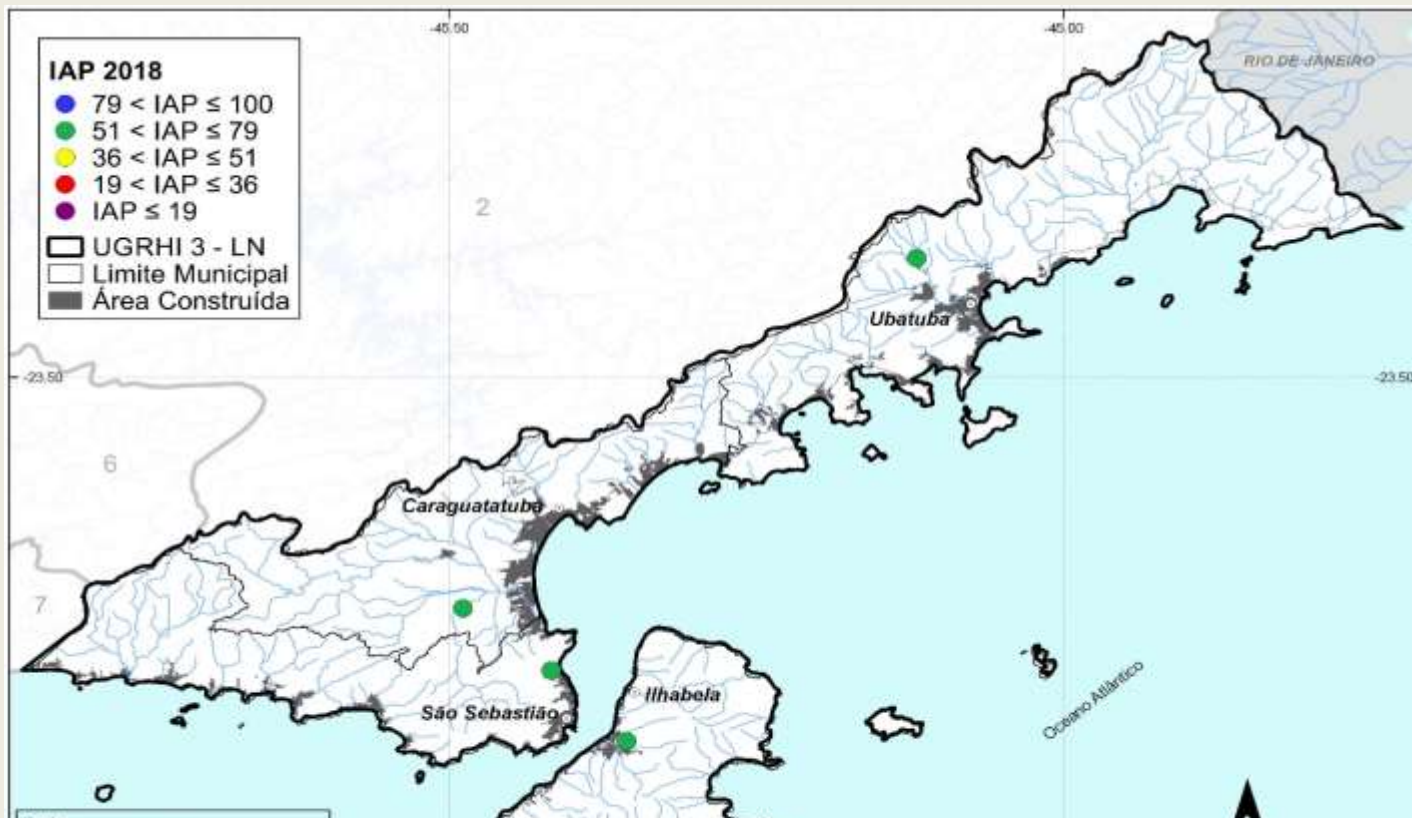 -45.50
-45.00
RIO DE JANEIRO
IAP 2018
79 < IAP ≤ 100
51 < IAP ≤ 79
36 < IAP ≤ 51
19 < IAP ≤ 36
IAP ≤ 19
UGRHI 3 - LN
Limite Municipal
Área Construída
2
Ubatuba
-23.50
-23.50
6
Caraguatatuba
7
Ilhabela
São Sebastião
Oceano Atlântico